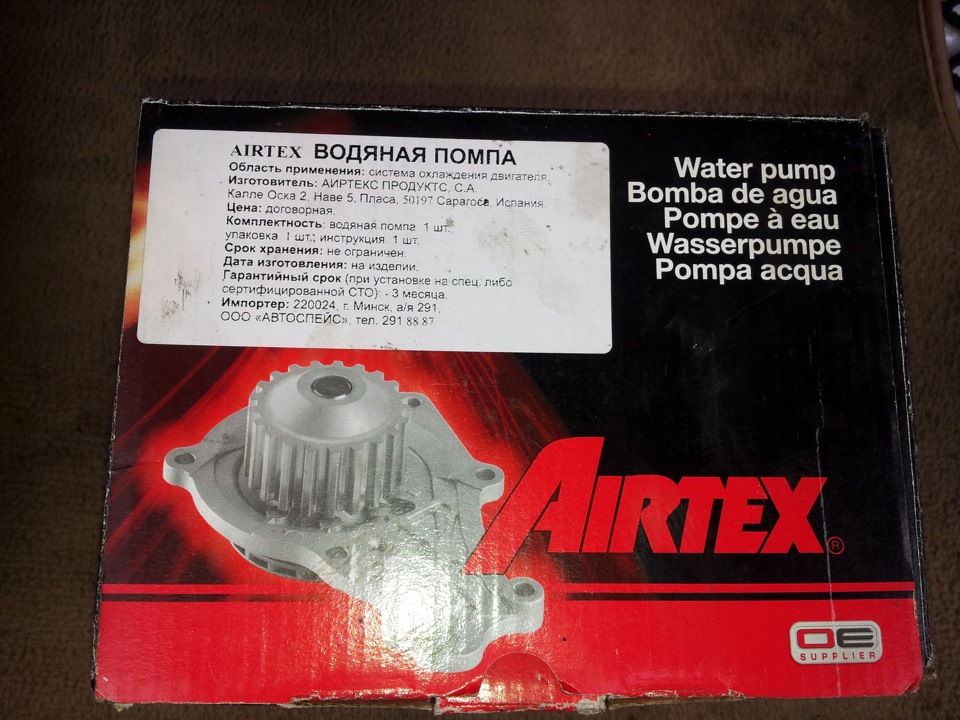 AIRTEX ВОДЯНАЯ ПОМПА
Область применения: система охлаждения двигателя.
Изготовитель: АИРТЕКС ПРОДУКТС, С.А.
Калле Оска 2, Наве 5, Пласа, 50197 Сарагоса, Испания.
Цена: договорная.
Комплектность: водяная помпа 1 шт.,
упаковка 1 шт.; инструкция 1 шт.
Срок хранения: не ограничен.
Дата изготовления: на изделии.
Гарантийный срок (при установке на спец. либо
сертифицированной СТО): - 3 месяца.
Импортер: 220024, г. Минск, а/я 291,
ООО «АВТОСПЕЙС», тел. 291 88 87
Water pump
Bomba de agua
Pompe à eau
Wasserpumpe
Pompa acqua
AIRTEX ®
OE
SUPPLIER